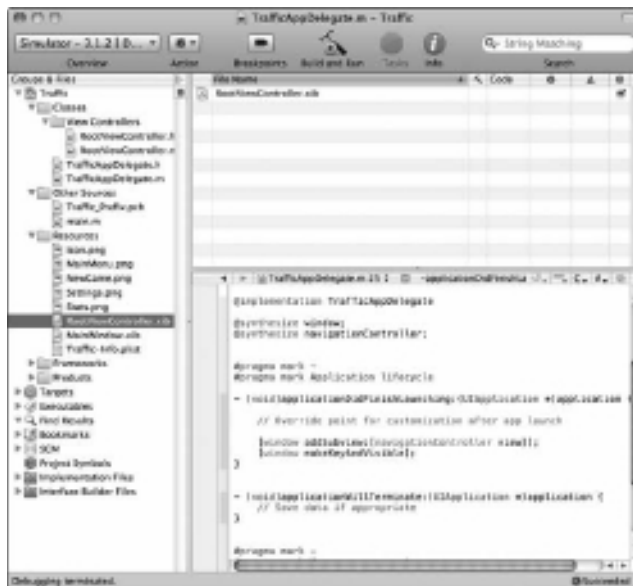 TrafficAppDelegate.m - Traffic
Simulator - 3.1.2 | D...
Overview
Action
Breakpoints
Build and Run
Tasks
Info
String Matching
Search
Groups & Files
Traffic
Classes
View Controllers
RootViewController.h
RootViewController.m
TrafficAppDelegate.h
TrafficAppDelegate.m
Other Sources
Traffic_Prefix.pch
main.m
Resources
Icon.png
MainMenu.png
NewGame.png
Settings.png
Stats.png
RootViewController.xib
MainWindow.xib
Traffic-Info.plist
Frameworks
Products
Targets
Executables
Find Results
Bookmarks
SCM
Project Symbols
Implementation Files
Interface Builder Files
File Name
Code
RootViewController.xib
TrafficAppDelegate.m
-applicationDidFinishLau
@implementation TrafficAppDelegate
@synthesize window;
@synthesize navigationController;
#pragma mark -
#pragma mark Application lifecycle
- (void)applicationDidFinishLaunching:(UIApplication *)application {
// Override point for customization after app launch
[window addSubview:[navigationController view]];
[window makeKeyAndVisible];
}
- (void)applicationWillTerminate:(UIApplication *)application {
// Save data if appropriate
}
#pragma mark -
Debugging terminated.
Succeeded